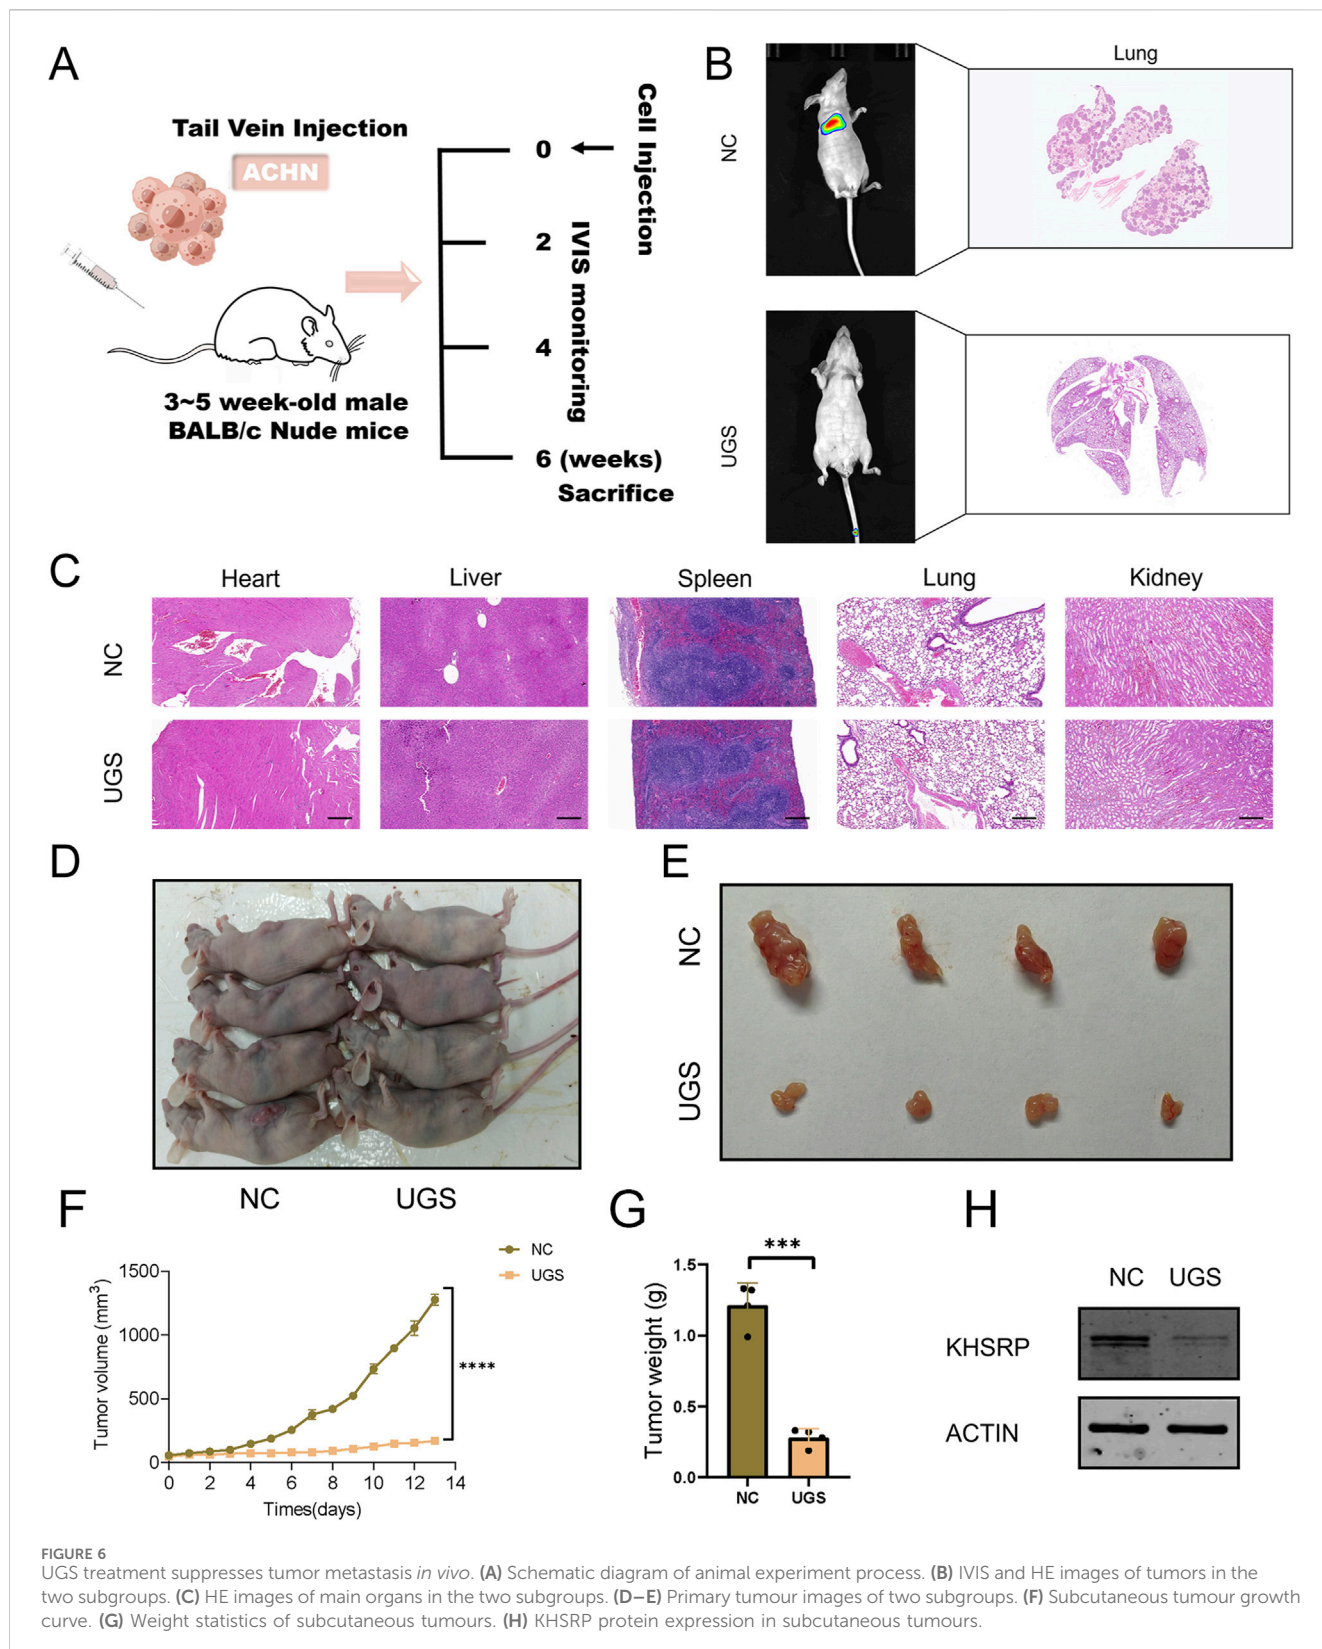 A
Tail Vein Injection
ACHN
3~5 week-old male
BALB/c Nude mice
0
2
4
6 (weeks)
Sacrifice
IVIS monitoring
Cell Injection
B
Lung
NC
UGS
C
Heart
Liver
Spleen
Lung
Kidney
NC
UGS
D
NC
UGS
E
NC
UGS
F
NC
UGS
Tumor volume (mm³)
1500
1000
500
0
0 2 4 6 8 10 12 14
Times(days)
****
G
***
Tumor weight (g)
1.5
1.0
0.5
0.0
NC UGS
H
NC UGS
KHSRP
ACTIN
FIGURE 6
UGS treatment suppresses tumor metastasis in vivo. (A) Schematic diagram of animal experiment process. (B) IVIS and HE images of tumors in the
two subgroups. (C) HE images of main organs in the two subgroups. (D–E) Primary tumour images of two subgroups. (F) Subcutaneous tumour growth
curve. (G) Weight statistics of subcutaneous tumours. (H) KHSRP protein expression in subcutaneous tumours.